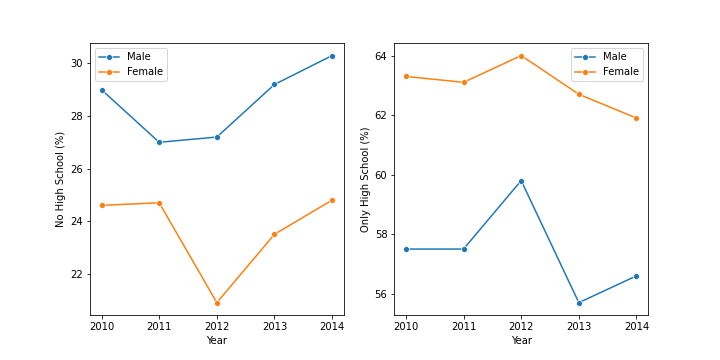 No High School (%)
30
28
26
24
22
Male
Female
2010 2011 2012 2013 2014
Year
Only High School (%)
64
62
60
58
56
Male
Female
2010 2011 2012 2013 2014
Year